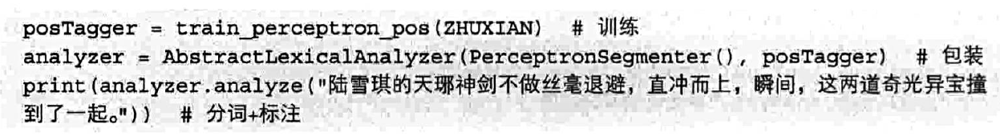 posTagger = train_perceptron_pos(ZHUXIAN)  # 训练
analyzer = AbstractLexicalAnalyzer(PerceptronSegmenter(), posTagger)  # 包装
print(analyzer.analyze("陆雪琪的天琊神剑不做丝毫退避，直冲而上，瞬间，这两道奇光异宝撞
到了一起。"))  # 分词+标注